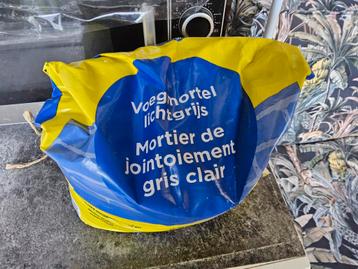 Voegmortel
lichtgrijs
Mortier de
jointoiement
gris clair